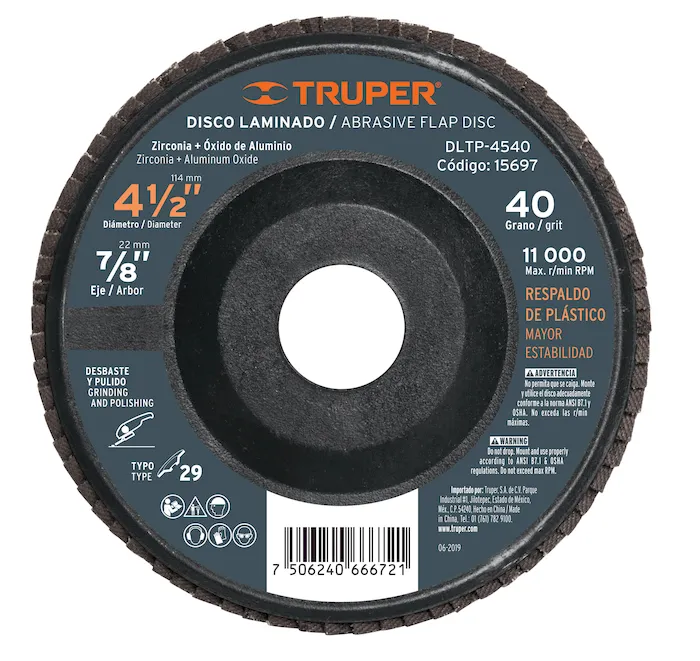 TRUPER®
DISCO LAMINADO / ABRASIVE FLAP DISC
Zirconia + Óxido de Aluminio
Zirconia + Aluminum Oxide
DLTP-4540
Código: 15697
114 mm
4 1/2"
Diámetro / Diameter
22 mm
7/8"
Eje / Arbor
40
Grano / grit
11 000
Max. r/min RPM
RESPALDO
DE PLÁSTICO
MAYOR
ESTABILIDAD
DESBASTE
Y PULIDO
GRINDING
AND POLISHING
TYPO
TYPE
29
ADVERTENCIA
No permita que se caiga. Monte
y utilice el disco adecuadamente
conforme a la norma ANSI B7.1 y
OSHA. No exceda las r/min
máximas.
WARNING
Do not drop. Mount and use properly
according to ANSI B7.1 & OSHA
regulations. Do not exceed max RPM.
Importado por: Truper, S.A. de C.V. Parque
Industrial #1, Jilotepec, Estado de México,
Méx. C.P. 54240, Hecho en China / Made
in China, Tel.: 01 (761) 782 9100.
06-2019
7 506240 666721